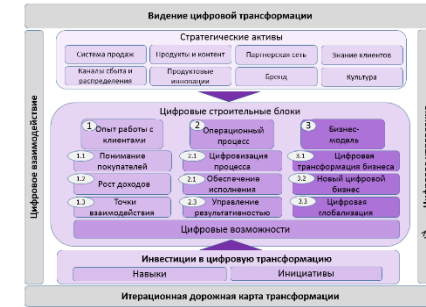 Видение цифровой трансформации
Цифровое взаимодействие
Стратегические активы
Система продаж
Продукты и контент
Партнерская сеть
Знание клиентов
Каналы сбыта и
распределения
Продуктовые
инновации
Бренд
Культура
Цифровые строительные блоки
1 Опыт работы с
клиентами
2 Операционный
процесс
3 Бизнес-
модель
1.1 Понимание
покупателей
2.1 Цифровизация
процесса
3.1 Цифровая
трансформация бизнеса
1.2 Рост доходов
2.1 Обеспечение
исполнения
3.2 Новый цифровой
бизнес
1.3 Точки
взаимодействия
2.3 Управление
результативностью
3.3 Цифровая
глобализация
Цифровые возможности
Инвестиции в цифровую трансформацию
Навыки
Инициативы
Итерационная дорожная карта трансформации